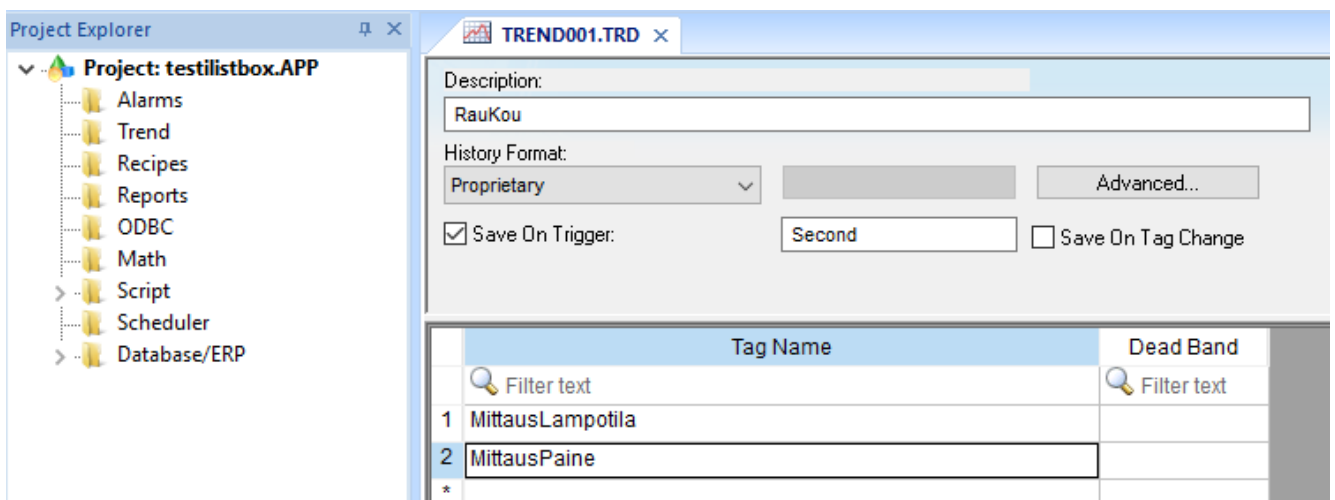 Project Explorer
Project: testilistbox.APP
Alarms
Trend
Recipes
Reports
ODBC
Math
Script
Scheduler
Database/ERP
TREND001.TRD
Description:
RauKou
History Format:
Proprietary
Advanced...
Save On Trigger:
Second
Save On Tag Change
Tag Name Dead Band
Filter text Filter text
1 MittausLampotila
2 MittausPaine
*